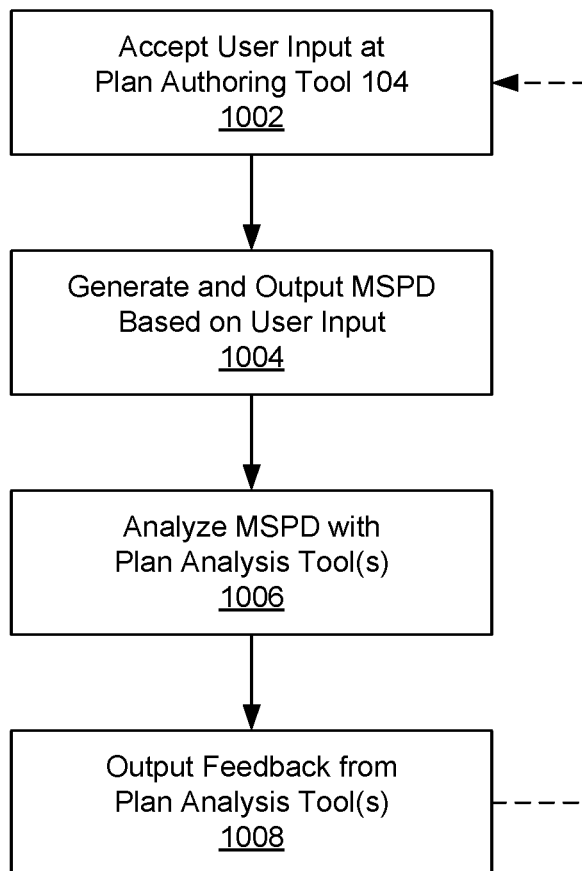 Accept User Input at
Plan Authoring Tool 104
1002
Generate and Output MSPD
Based on User Input
1004
Analyze MSPD with
Plan Analysis Tool(s)
1006
Output Feedback from
Plan Analysis Tool(s)
1008